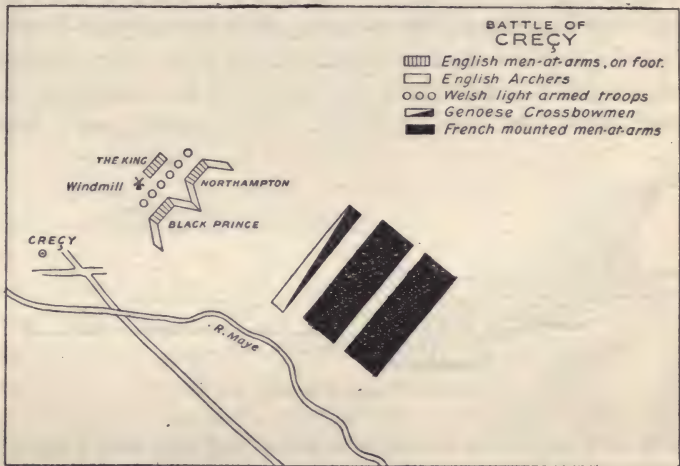 BATTLE OF
CREÇY
English men-at-arms, on foot.
English Archers
Welsh light armed troops
Genoese Crossbowmen
French mounted men-at-arms
THE KING
Windmill
NORTHAMPTON
BLACK PRINCE
CREÇY
R. Maye